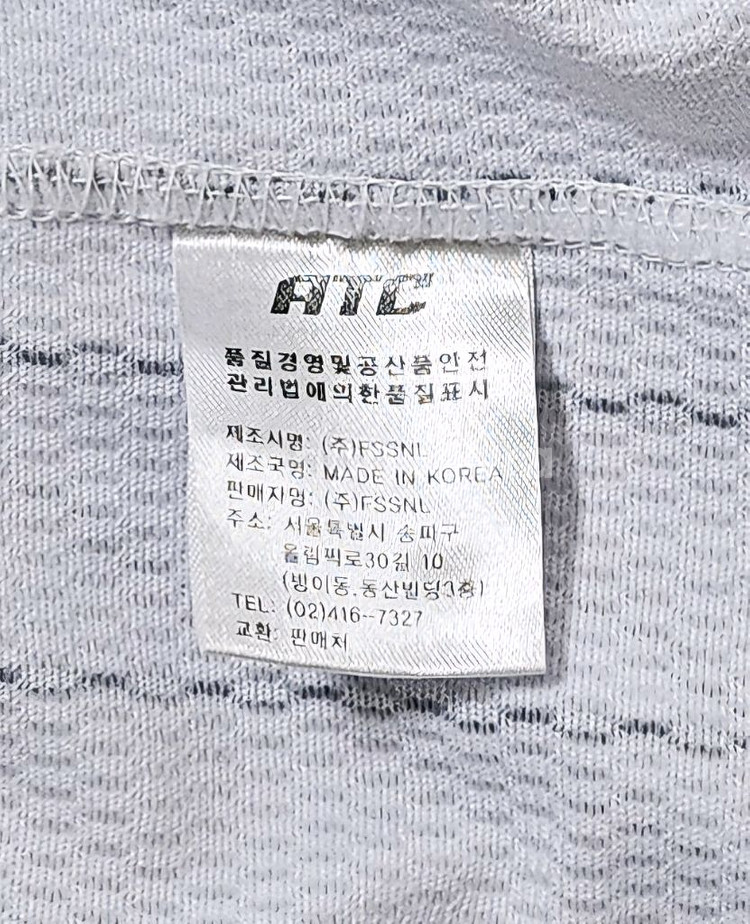 ATC
품질경영및공산품안전
관리법에의한품질표시
제조시명: (주)FSSNL
제조국명: MADE IN KOREA
판매자명: (주)FSSNL
주소: 서울특별시 송파구
올림픽로30길 10
(방이동,동산빌딩3층)
TEL: (02)416-7327
교환: 판매처